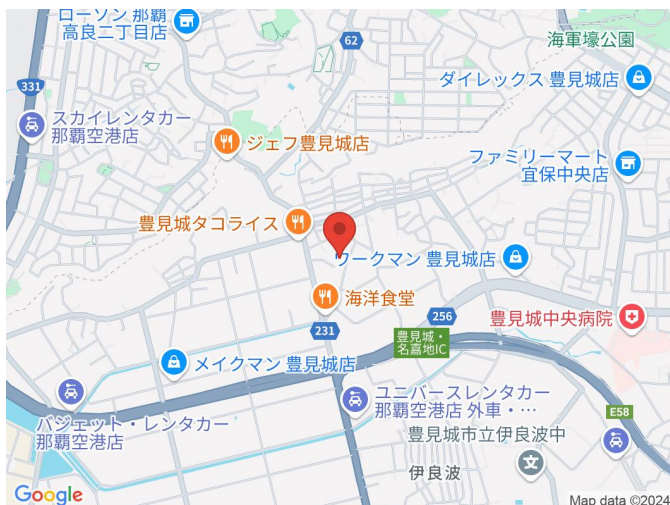 ローソン 那覇
高良二丁目店
62
海軍壕公園
ダイレックス 豊見城店
331
スカイレンタカー
那覇空港店
ジェフ豊見城店
ファミリーマート
宜保中央店
豊見城タコライス
ワークマン 豊見城店
海洋食堂
256
豊見城中央病院
231
豊見城・
名嘉地IC
メイクマン 豊見城店
ユニバースレンタカー
那覇空港店 外車・…
バジェット・レンタカー
那覇空港店
E58
豊見城市立伊良波中
文
伊良波
Google
Map data ©2024